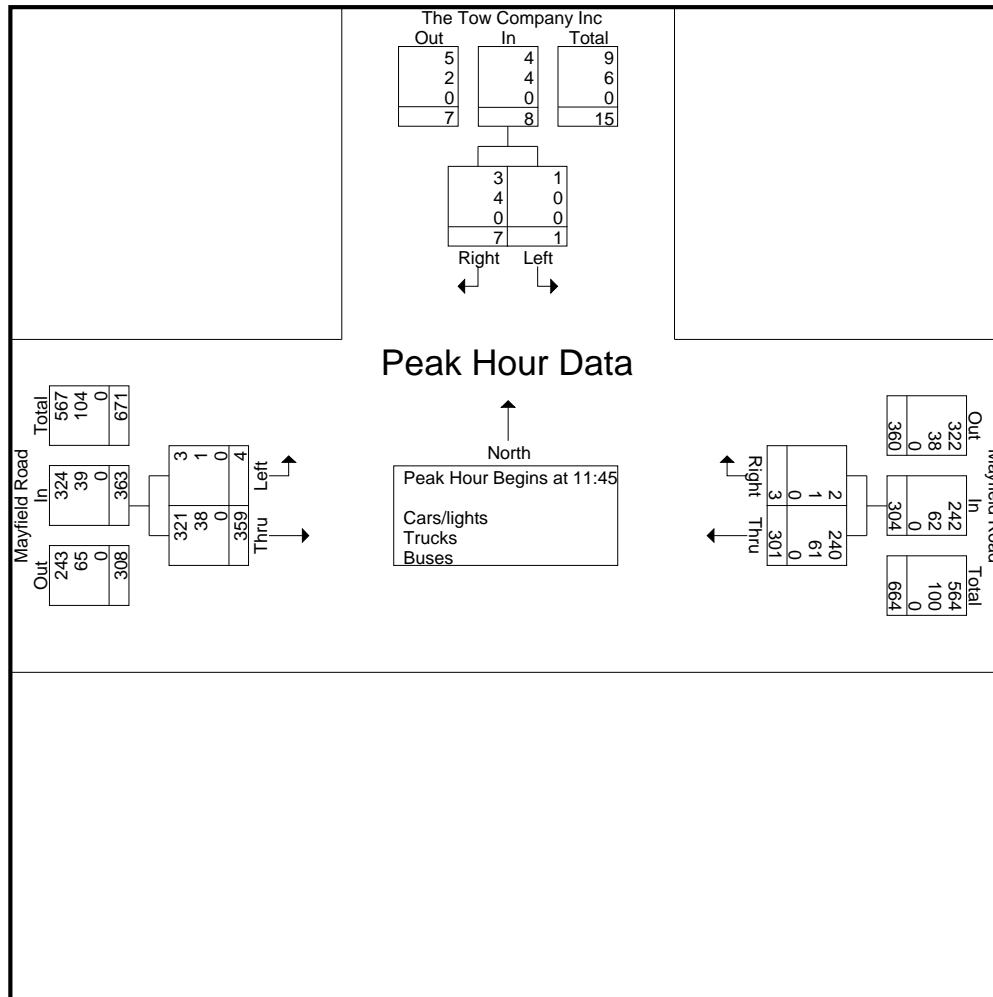 The Tow Company Inc
Out In Total
5 4 9
2 4 6
0 0 0
7 8 15
3 1
4 0
0 0
7 1
Right Left
Peak Hour Data
North
Peak Hour Begins at 11:45
Cars/lights
Trucks
Buses
Mayfield Road
Out In Total
243 324 567
65 39 104
0 0 0
308 363 671
Thru Left
321 3
38 1
0 0
359 4
Mayfield Road
Out In Total
322 242 564
38 62 100
0 0 0
360 304 664
2 240
1 61
0 0
3 301
Right Thru